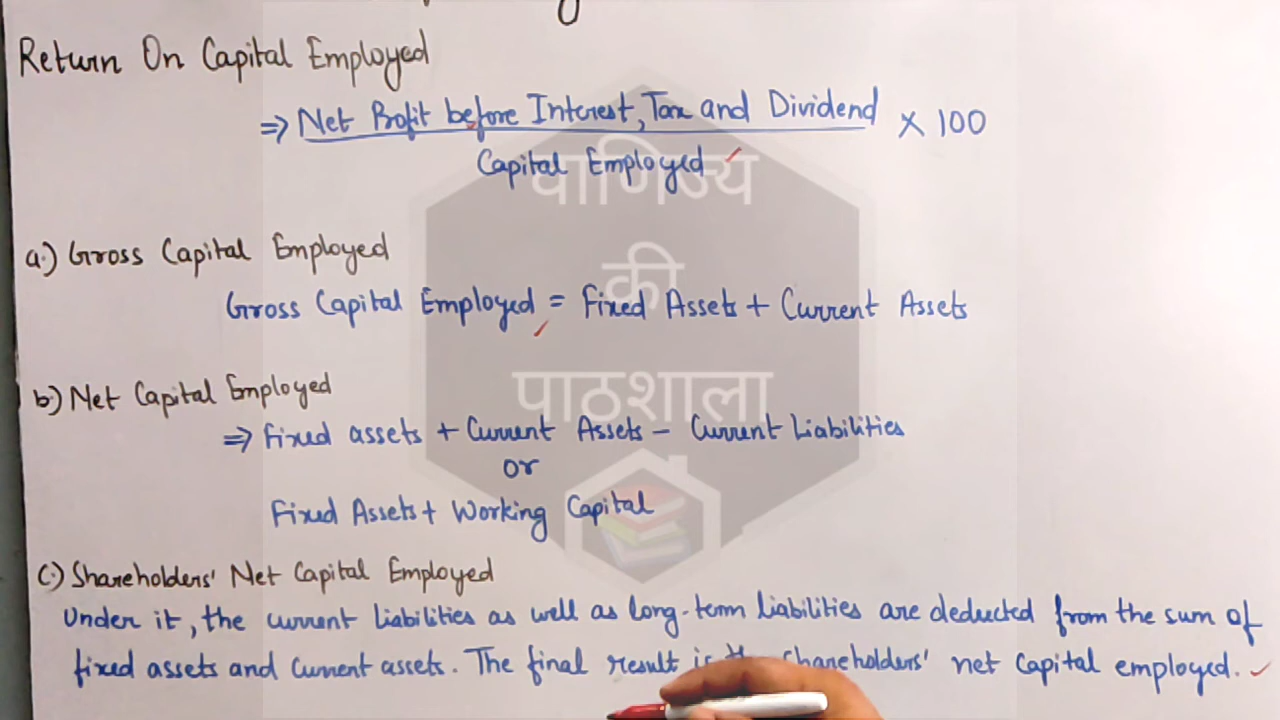 Return On Capital Employed
⇒ Net Profit before Interest, Tax and Dividend × 100
Capital Employed
a.) Gross Capital Employed
Gross Capital Employed = Fixed Assets + Current Assets
b.) Net Capital Employed
⇒ Fixed assets + Current Assets - Current Liabilities
or
Fixed Assets + Working Capital
c.) Shareholders' Net Capital Employed
Under it, the current liabilities as well as long-term liabilities are deducted from the sum of
fixed assets and current assets. The final result is Shareholders' net capital employed.
वाणिज्य
की
पाठशाला